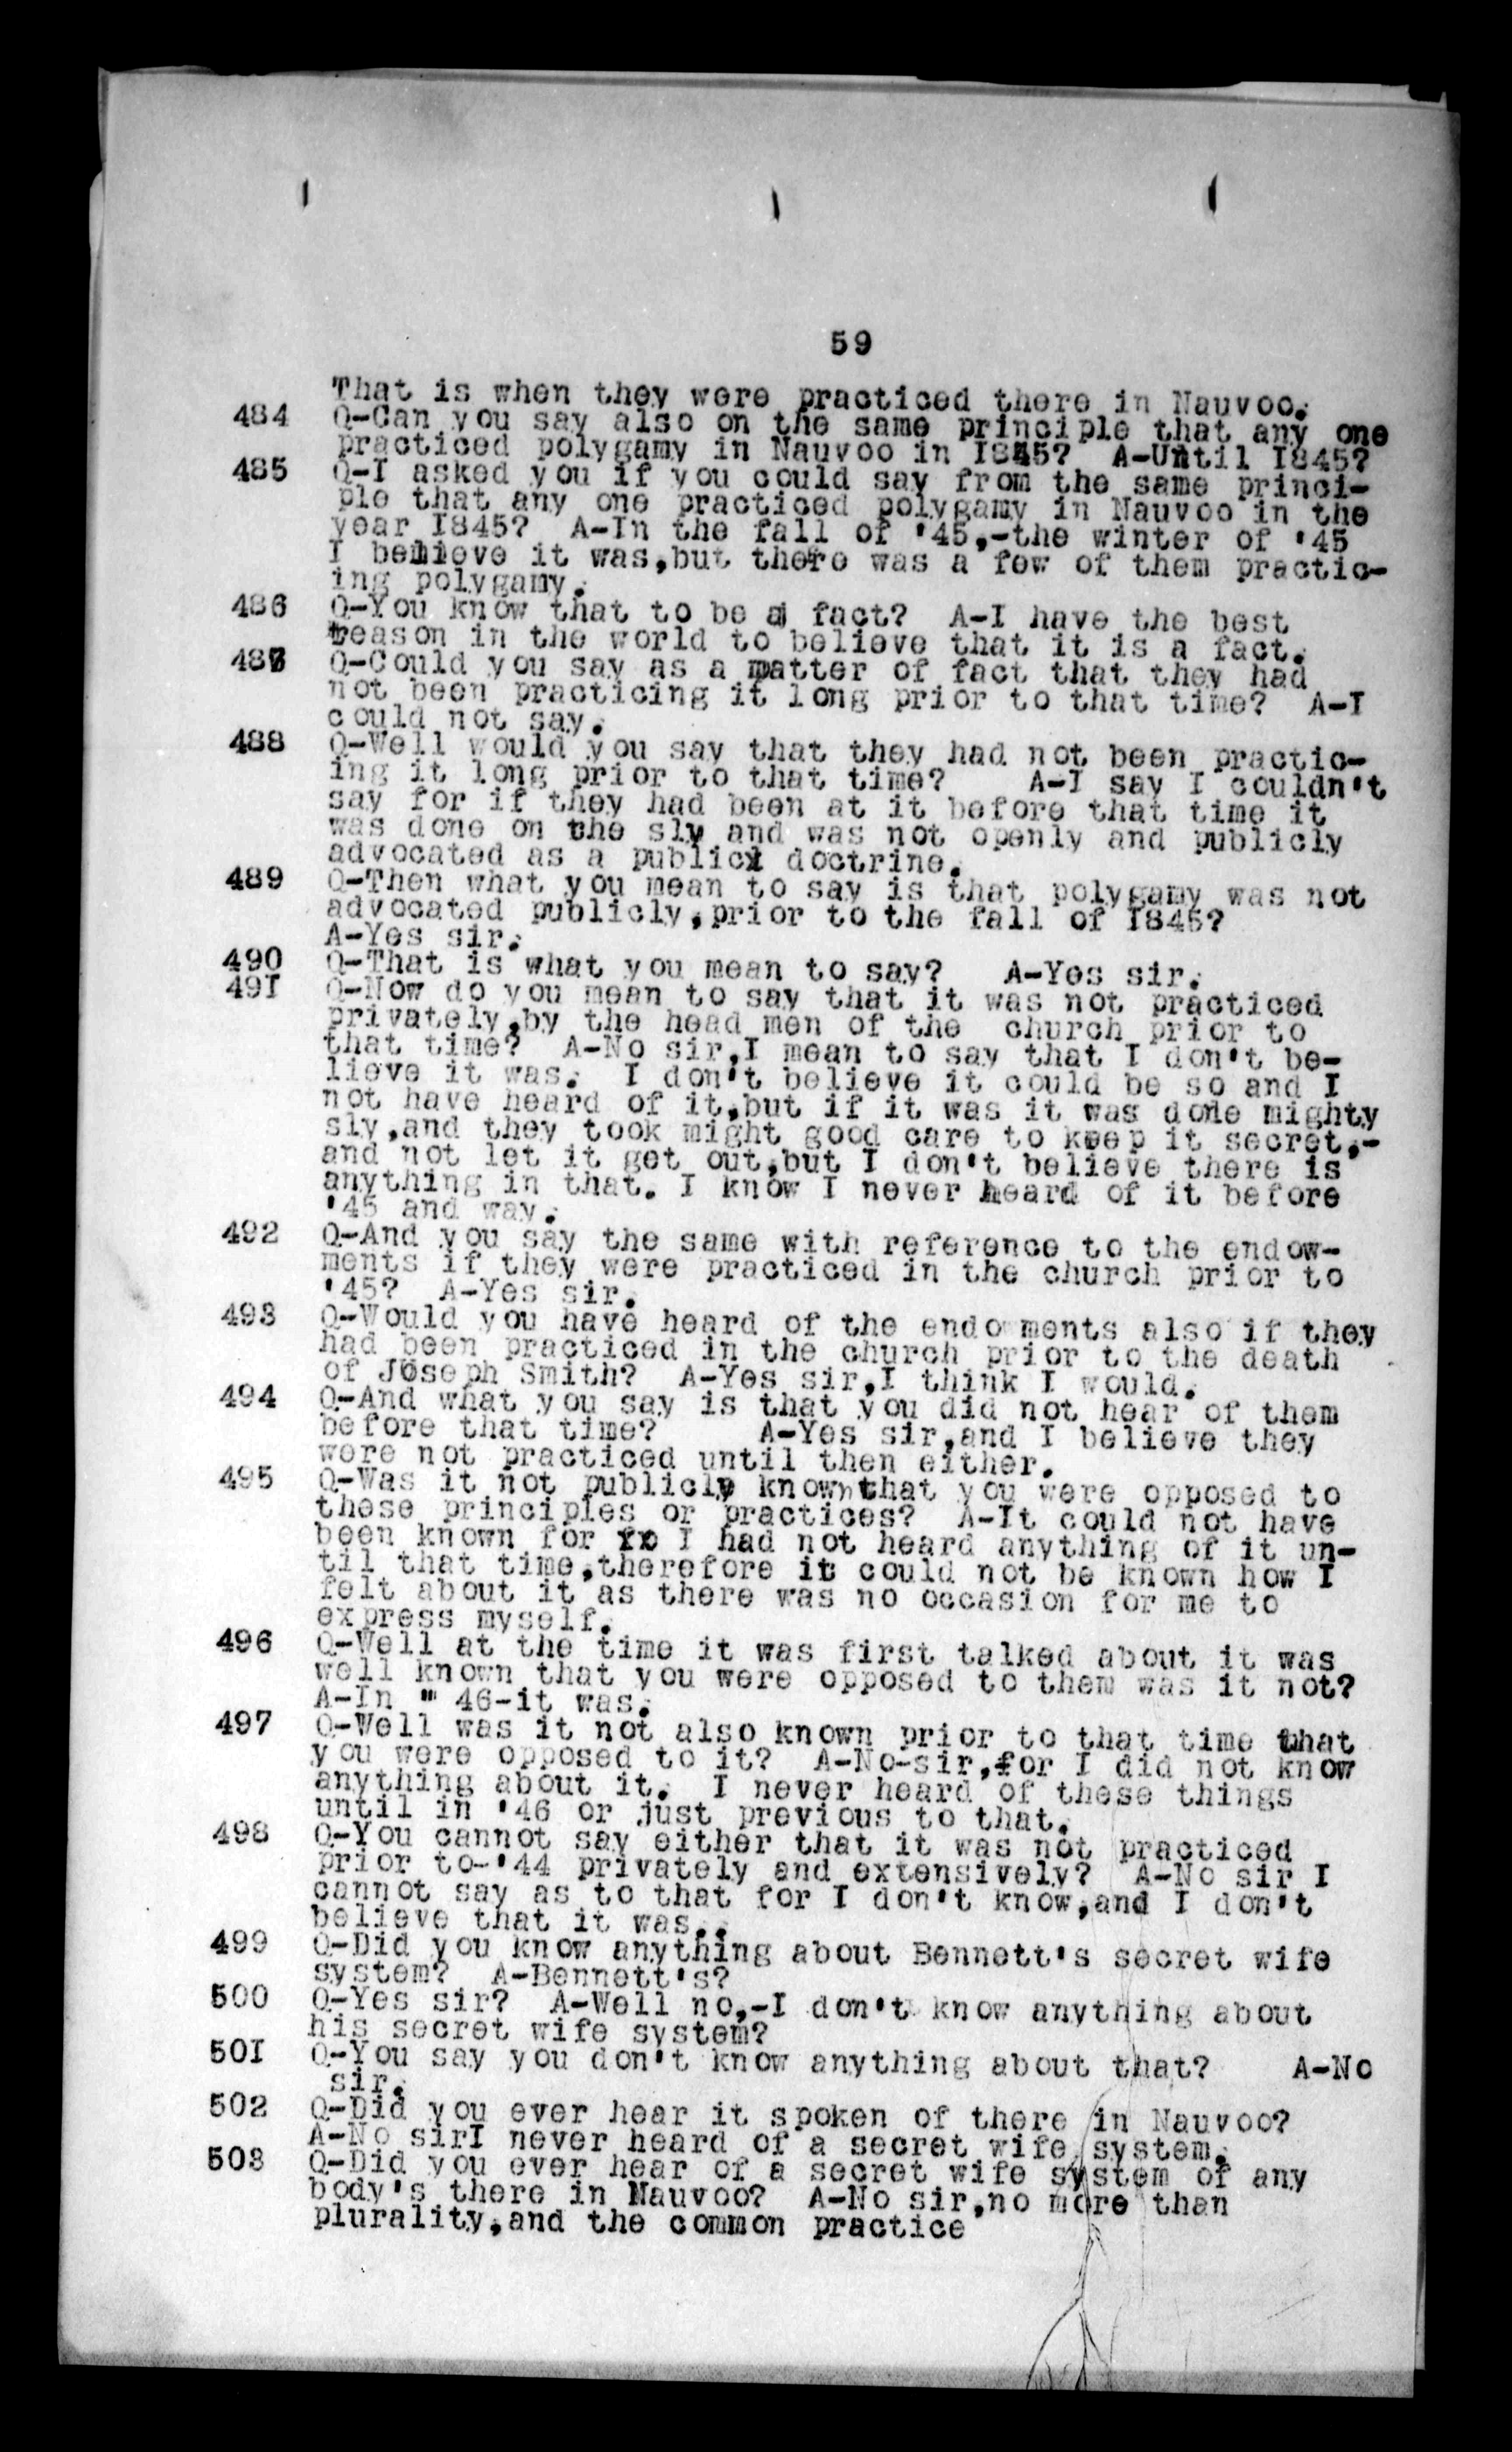 59
That is when they were practiced there in Nauvoo.
484 Q-Can you say also on the same principle that any one
practiced polygamy in Nauvoo in I845? A-Until I845?
485 Q-I asked you if you could say from the same princi-
ple that any one practiced polygamy in Nauvoo in the
year I845? A-In the fall of '45,-the winter of '45
I believe it was,but there was a few of them practic-
ing polygamy.
486 Q-You know that to be a fact? A-I have the best
reason in the world to believe that it is a fact.
487 Q-Could you say as a matter of fact that they had
not been practicing it long prior to that time? A-I
could not say.
488 Q-Well would you say that they had not been practic-
ing it long prior to that time? A-I say I couldn't
say for if they had been at it before that time it
was done on the sly and was not openly and publicly
advocated as a public doctrine.
489 Q-Then what you mean to say is that polygamy was not
advocated publicly,prior to the fall of I845?
A-Yes sir.
490 Q-That is what you mean to say? A-Yes sir.
49I Q-Now do you mean to say that it was not practiced
privately,by the head men of the church prior to
that time? A-No sir,I mean to say that I don't be-
lieve it was. I don't believe it could be so and I
not have heard of it,but if it was it was done mighty
sly,and they took might good care to keep it secret,-
and not let it get out,but I don't believe there is
anything in that. I know I never heard of it before
'45 and way.
492 Q-And you say the same with reference to the endow-
ments if they were practiced in the church prior to
'45? A-Yes sir.
493 Q-Would you have heard of the endo ments also if they
had been practiced in the church prior to the death
of Joseph Smith? A-Yes sir,I think I would.
494 Q-And what you say is that you did not hear of them
before that time? A-Yes sir,and I believe they
were not practiced until then either.
495 Q-Was it not publicly known that you were opposed to
these principles or practices? A-It could not have
been known for I had not heard anything of it un-
til that time,therefore it could not be known how I
felt about it as there was no occasion for me to
express myself.
496 Q-Well at the time it was first talked about it was
well known that you were opposed to them was it not?
A-In " 46-it was.
497 Q-Well was it not also known prior to that time that
you were opposed to it? A-No-sir,for I did not know
anything about it. I never heard of these things
until in '46 or just previous to that.
498 Q-You cannot say either that it was not practiced
prior to-'44 privately and extensively? A-No sir I
cannot say as to that for I don't know,and I don't
believe that it was..
499 Q-Did you know anything about Bennett's secret wife
system? A-Bennett's?
500 Q-Yes sir? A-Well no,-I don't know anything about
his secret wife system?
50I Q-You say you don't know anything about that? A-No
sir.
502 Q-Did you ever hear it spoken of there in Nauvoo?
A-No sirI never heard of a secret wife system.
503 Q-Did you ever hear of a secret wife system of any
body's there in Nauvoo? A-No sir,no more than
plurality,and the common practice